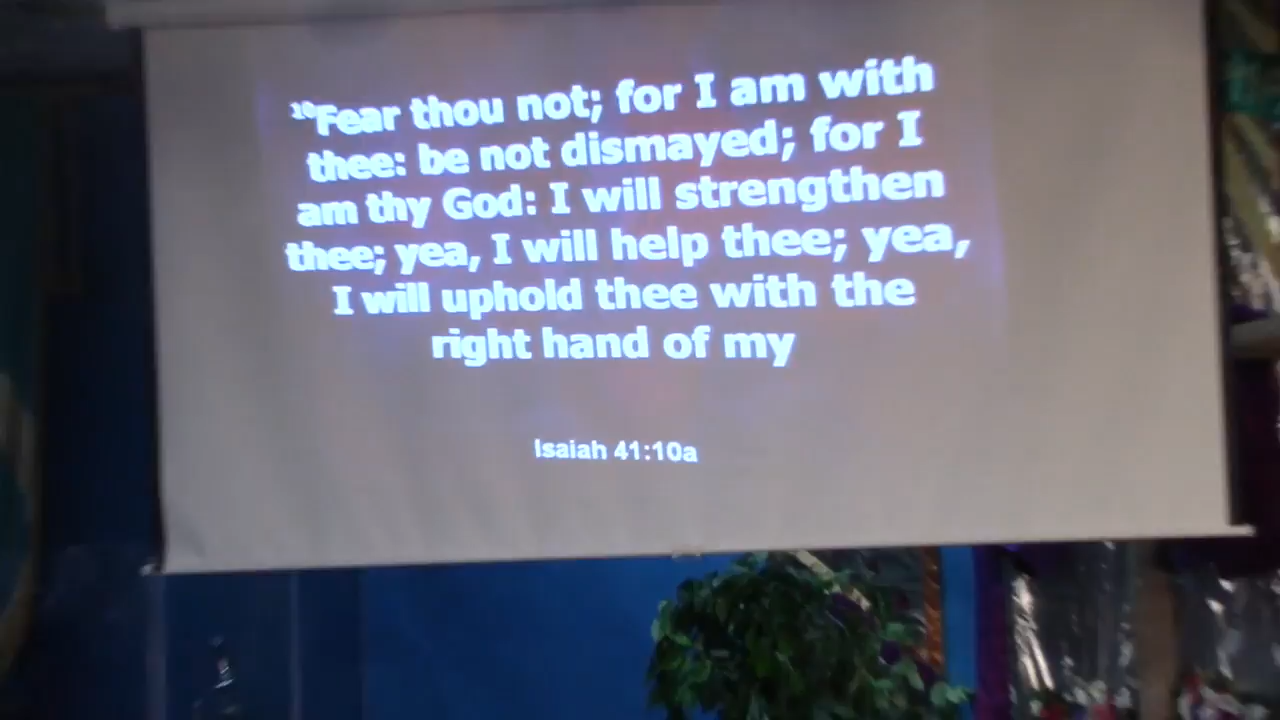 ¹⁰Fear thou not; for I am with
thee: be not dismayed; for I
am thy God: I will strengthen
thee; yea, I will help thee; yea,
I will uphold thee with the
right hand of my
Isaiah 41:10a